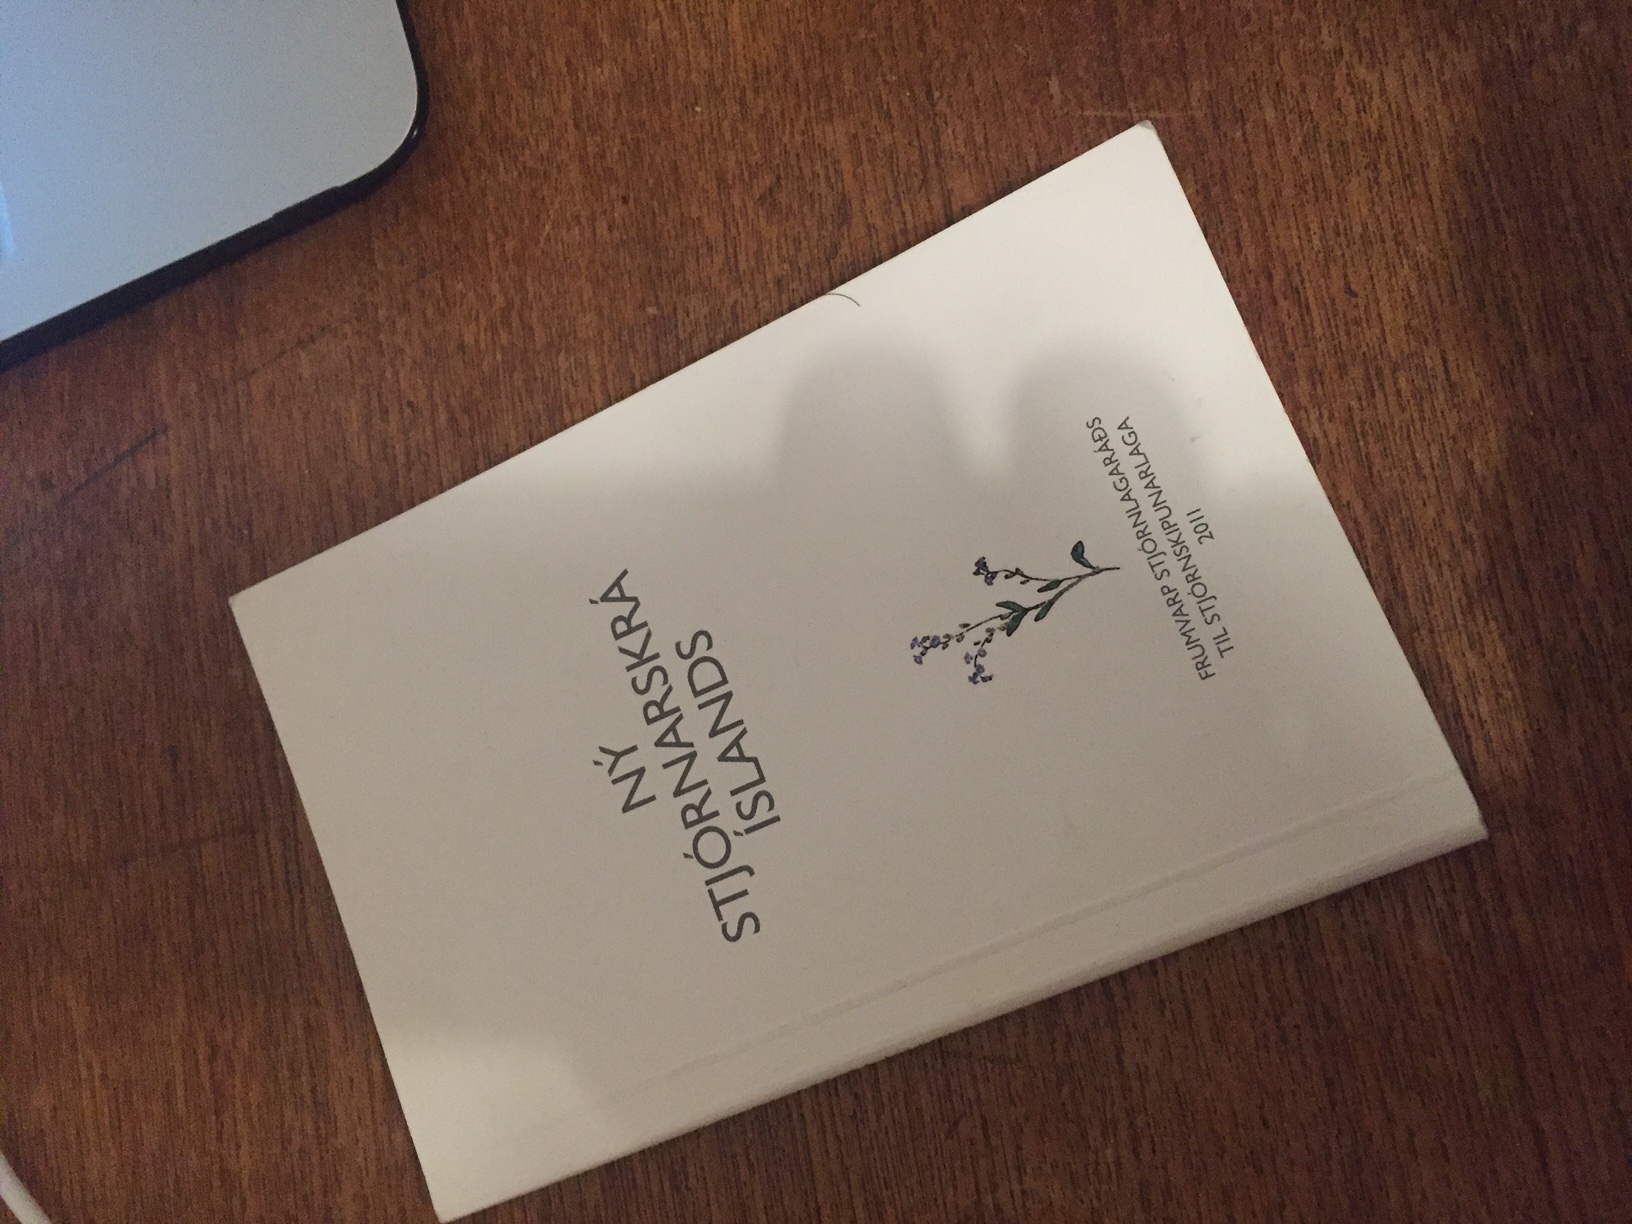 NÝ
STJÓRNARSKRÁ
ÍSLANDS
FRUMVARP STJÓRNLAGARÁÐS
TIL STJÓRNSKIPUNARLAGA
2011